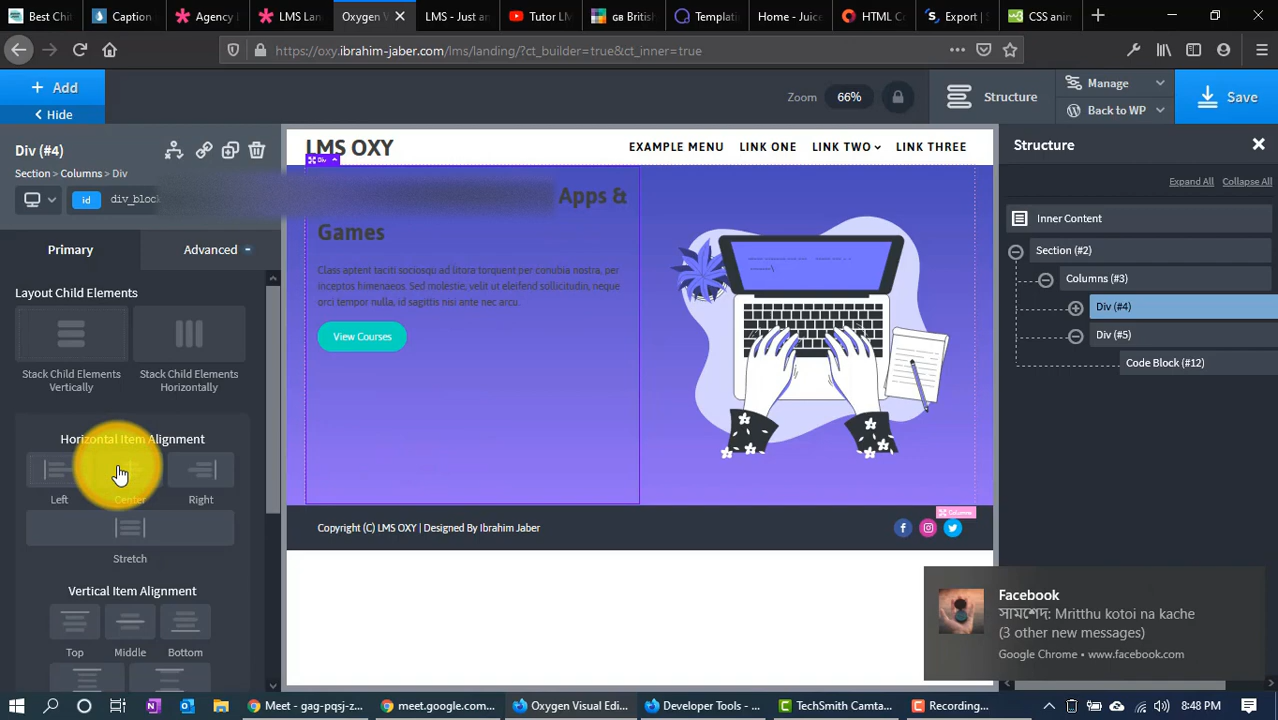 Best Chi
Caption
Agency L
LMS Lan
Oxygen V
LMS - Just an
Tutor LM
GB British
Templatin
Home - Juice
HTML Co
Export | S
CSS anim
https://oxy.ibrahim-jaber.com/lms/landing/?ct_builder=true&ct_inner=true
+ Add
Hide
Zoom 66%
Structure
Manage
Back to WP
Save
Div (#4)
Section > Columns > Div
id div_block
Primary
Advanced
Layout Child Elements
Stack Child Elements Vertically
Stack Child Elements Horizontally
Horizontal Item Alignment
Left
Center
Right
Stretch
Vertical Item Alignment
Top
Middle
Bottom
LMS OXY
EXAMPLE MENU LINK ONE LINK TWO LINK THREE
Div
Apps &
Games
Class aptent taciti sociosqu ad litora torquent per conubia nostra, per
inceptos himenaeos. Sed molestie, velit ut eleifend sollicitudin, neque
orci tempor nulla, id sagittis nisi ante nec arcu.
View Courses
Columns
Copyright (C) LMS OXY | Designed By Ibrahim Jaber
Structure
Expand All Collapse All
Inner Content
Section (#2)
Columns (#3)
Div (#4)
Div (#5)
Code Block (#12)
Facebook
সামশেদ: Mritthu kotoi na kache
(3 other new messages)
Google Chrome • www.facebook.com
Meet - gag-pqsj-z...
meet.google.com...
Oxygen Visual Edi...
Developer Tools - ...
TechSmith Camta...
Recording...
8:48 PM